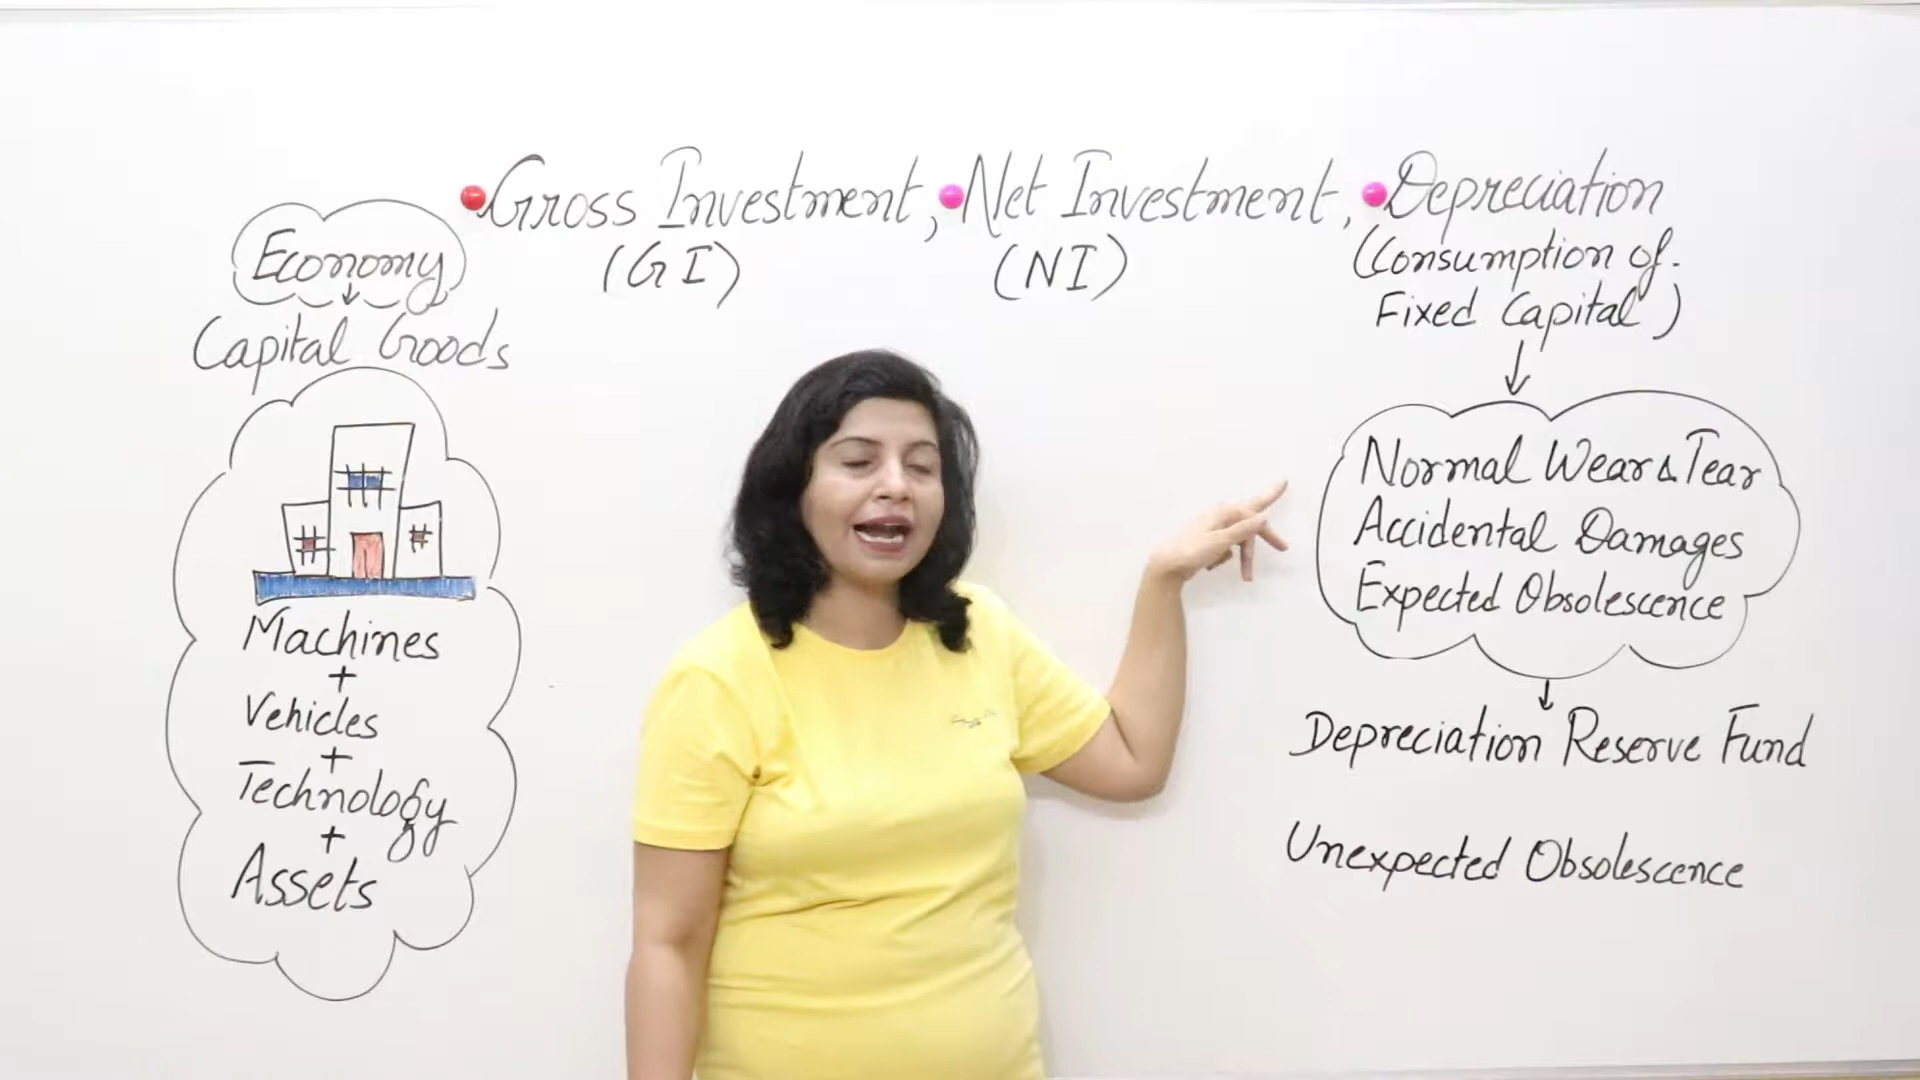 Gross Investment, Net Investment, Depreciation
(GI) (NI) (Consumption of
Fixed Capital)
Economy
Capital Goods
Machines
+
Vehicles
+
Technology
+
Assets
Normal Wear & Tear
Accidental Damages
Expected Obsolescence
Depreciation Reserve Fund
Unexpected Obsolescence